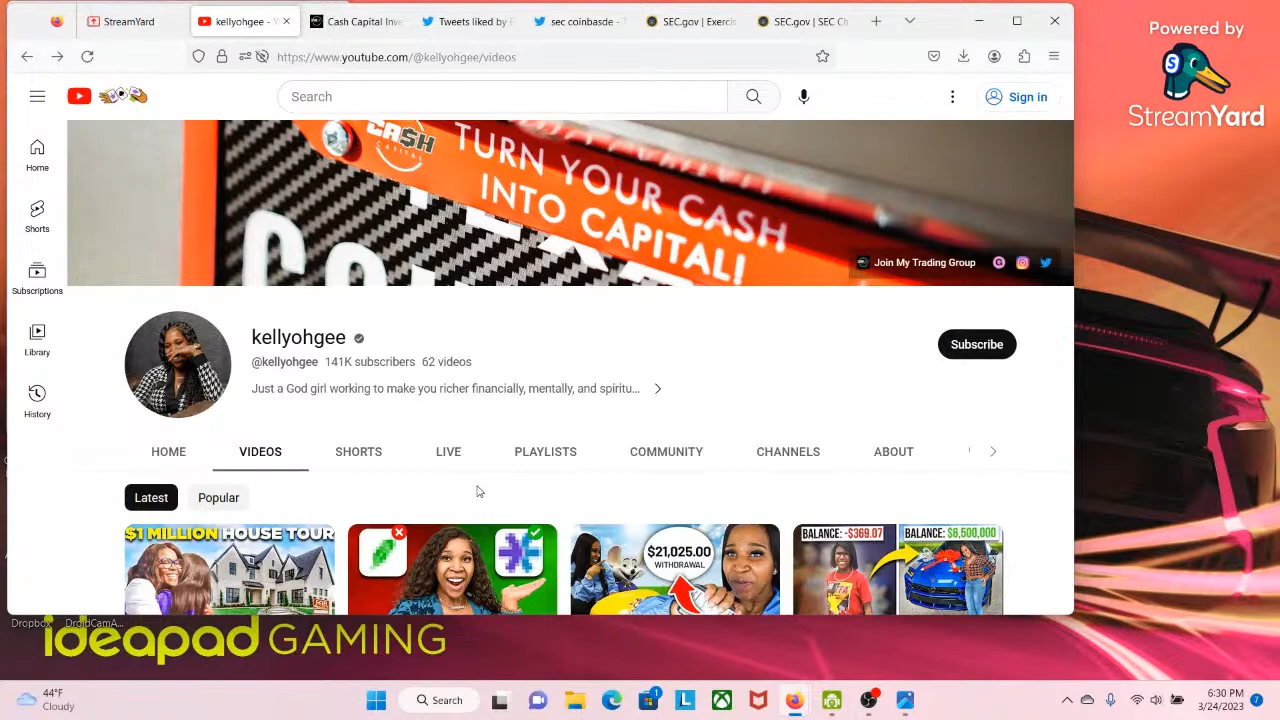 StreamYard
kellyohgee - Y
Cash Capital Inv
Tweets liked by
sec coinbasde -
SEC.gov | Exercis
SEC.gov | SEC Ch
Powered by
StreamYard
https://www.youtube.com/@kellyohgee/videos
Search
Sign in
Home
Shorts
Subscriptions
Library
History
CA$H
CAPITAL
TURN YOUR CASH
INTO CAPITAL!
Join My Trading Group
kellyohgee
@kellyohgee 141K subscribers 62 videos
Just a God girl working to make you richer financially, mentally, and spiritu...
Subscribe
HOME
VIDEOS
SHORTS
LIVE
PLAYLISTS
COMMUNITY
CHANNELS
ABOUT
Latest
Popular
$1 MILLION HOUSE TOUR
$21,025.00
WITHDRAWAL
BALANCE: -$369.07
BALANCE: $6,500,000
Dropbox
DroidCamA...
ideapad GAMING
44°F
Cloudy
Search
6:30 PM
3/24/2023